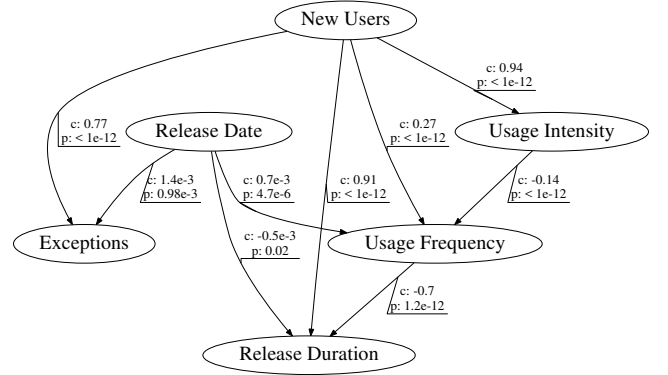 New Users
c: 0.94
p: < 1e-12
c: 0.77
p: < 1e-12
Release Date
c: 0.27
p: < 1e-12
Usage Intensity
c: 1.4e-3
p: 0.98e-3
c: 0.7e-3
p: 4.7e-6
c: 0.91
p: < 1e-12
c: -0.14
p: < 1e-12
Exceptions
c: -0.5e-3
p: 0.02
Usage Frequency
c: -0.7
p: 1.2e-12
Release Duration